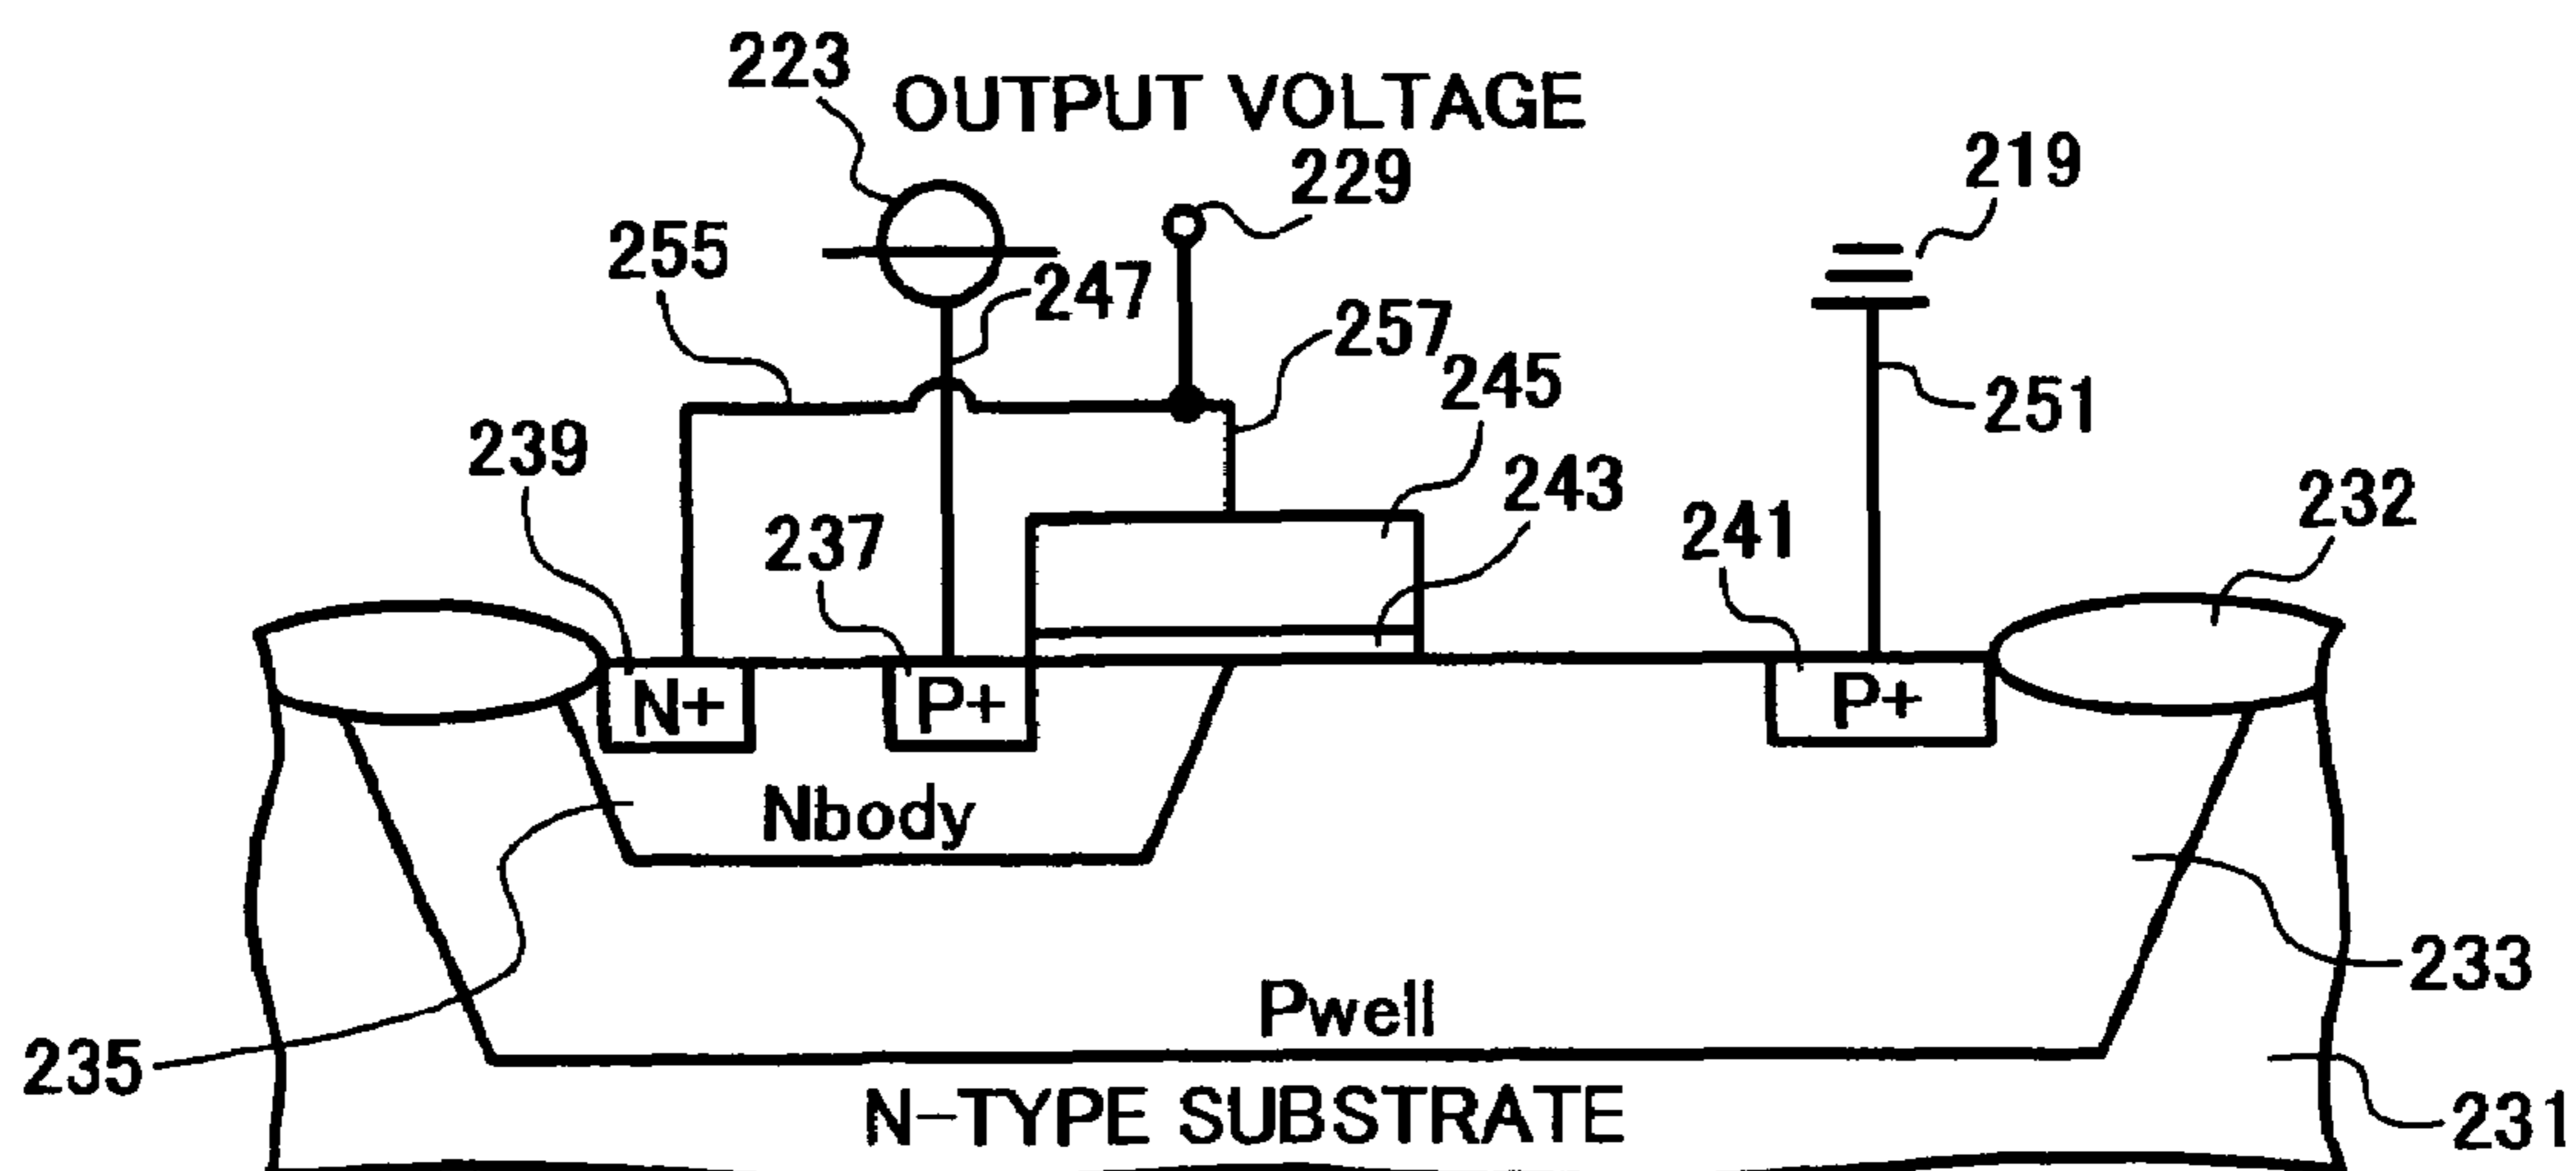 223
OUTPUT VOLTAGE
219
229
255
247
257
245
251
239
243
232
237
241
N+
P+
P+
Nbody
233
Pwell
235
N-TYPE SUBSTRATE
231